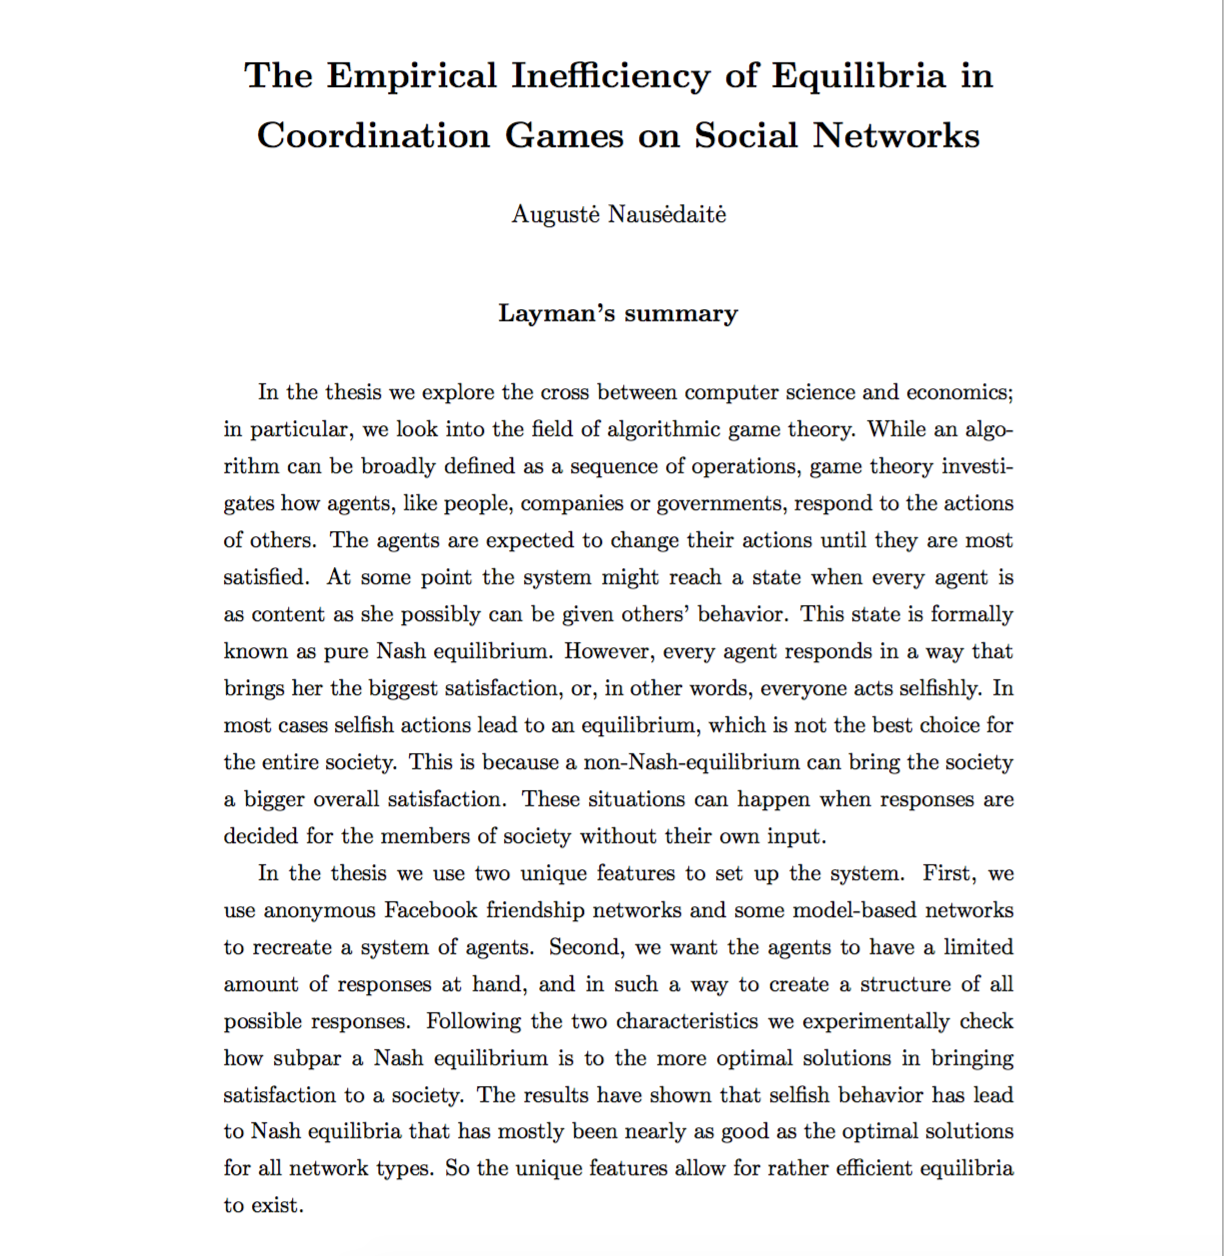 The Empirical Inefficiency of Equilibria in
Coordination Games on Social Networks
Augustė Nausėdaitė
Layman's summary
In the thesis we explore the cross between computer science and economics;
in particular, we look into the field of algorithmic game theory. While an algo-
rithm can be broadly defined as a sequence of operations, game theory investi-
gates how agents, like people, companies or governments, respond to the actions
of others. The agents are expected to change their actions until they are most
satisfied. At some point the system might reach a state when every agent is
as content as she possibly can be given others' behavior. This state is formally
known as pure Nash equilibrium. However, every agent responds in a way that
brings her the biggest satisfaction, or, in other words, everyone acts selfishly. In
most cases selfish actions lead to an equilibrium, which is not the best choice for
the entire society. This is because a non-Nash-equilibrium can bring the society
a bigger overall satisfaction. These situations can happen when responses are
decided for the members of society without their own input.
In the thesis we use two unique features to set up the system. First, we
use anonymous Facebook friendship networks and some model-based networks
to recreate a system of agents. Second, we want the agents to have a limited
amount of responses at hand, and in such a way to create a structure of all
possible responses. Following the two characteristics we experimentally check
how subpar a Nash equilibrium is to the more optimal solutions in bringing
satisfaction to a society. The results have shown that selfish behavior has lead
to Nash equilibria that has mostly been nearly as good as the optimal solutions
for all network types. So the unique features allow for rather efficient equilibria
to exist.